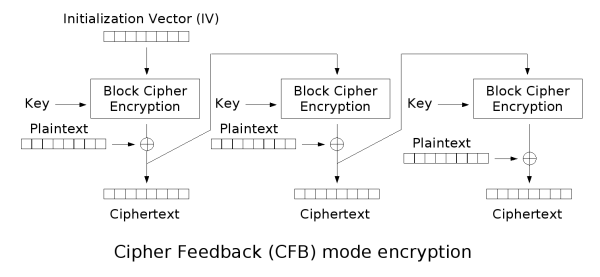 Initialization Vector (IV)
Block Cipher
Encryption
Block Cipher
Encryption
Block Cipher
Encryption
Key
Key
Key
Plaintext
Plaintext
Plaintext
Ciphertext
Ciphertext
Ciphertext
Cipher Feedback (CFB) mode encryption